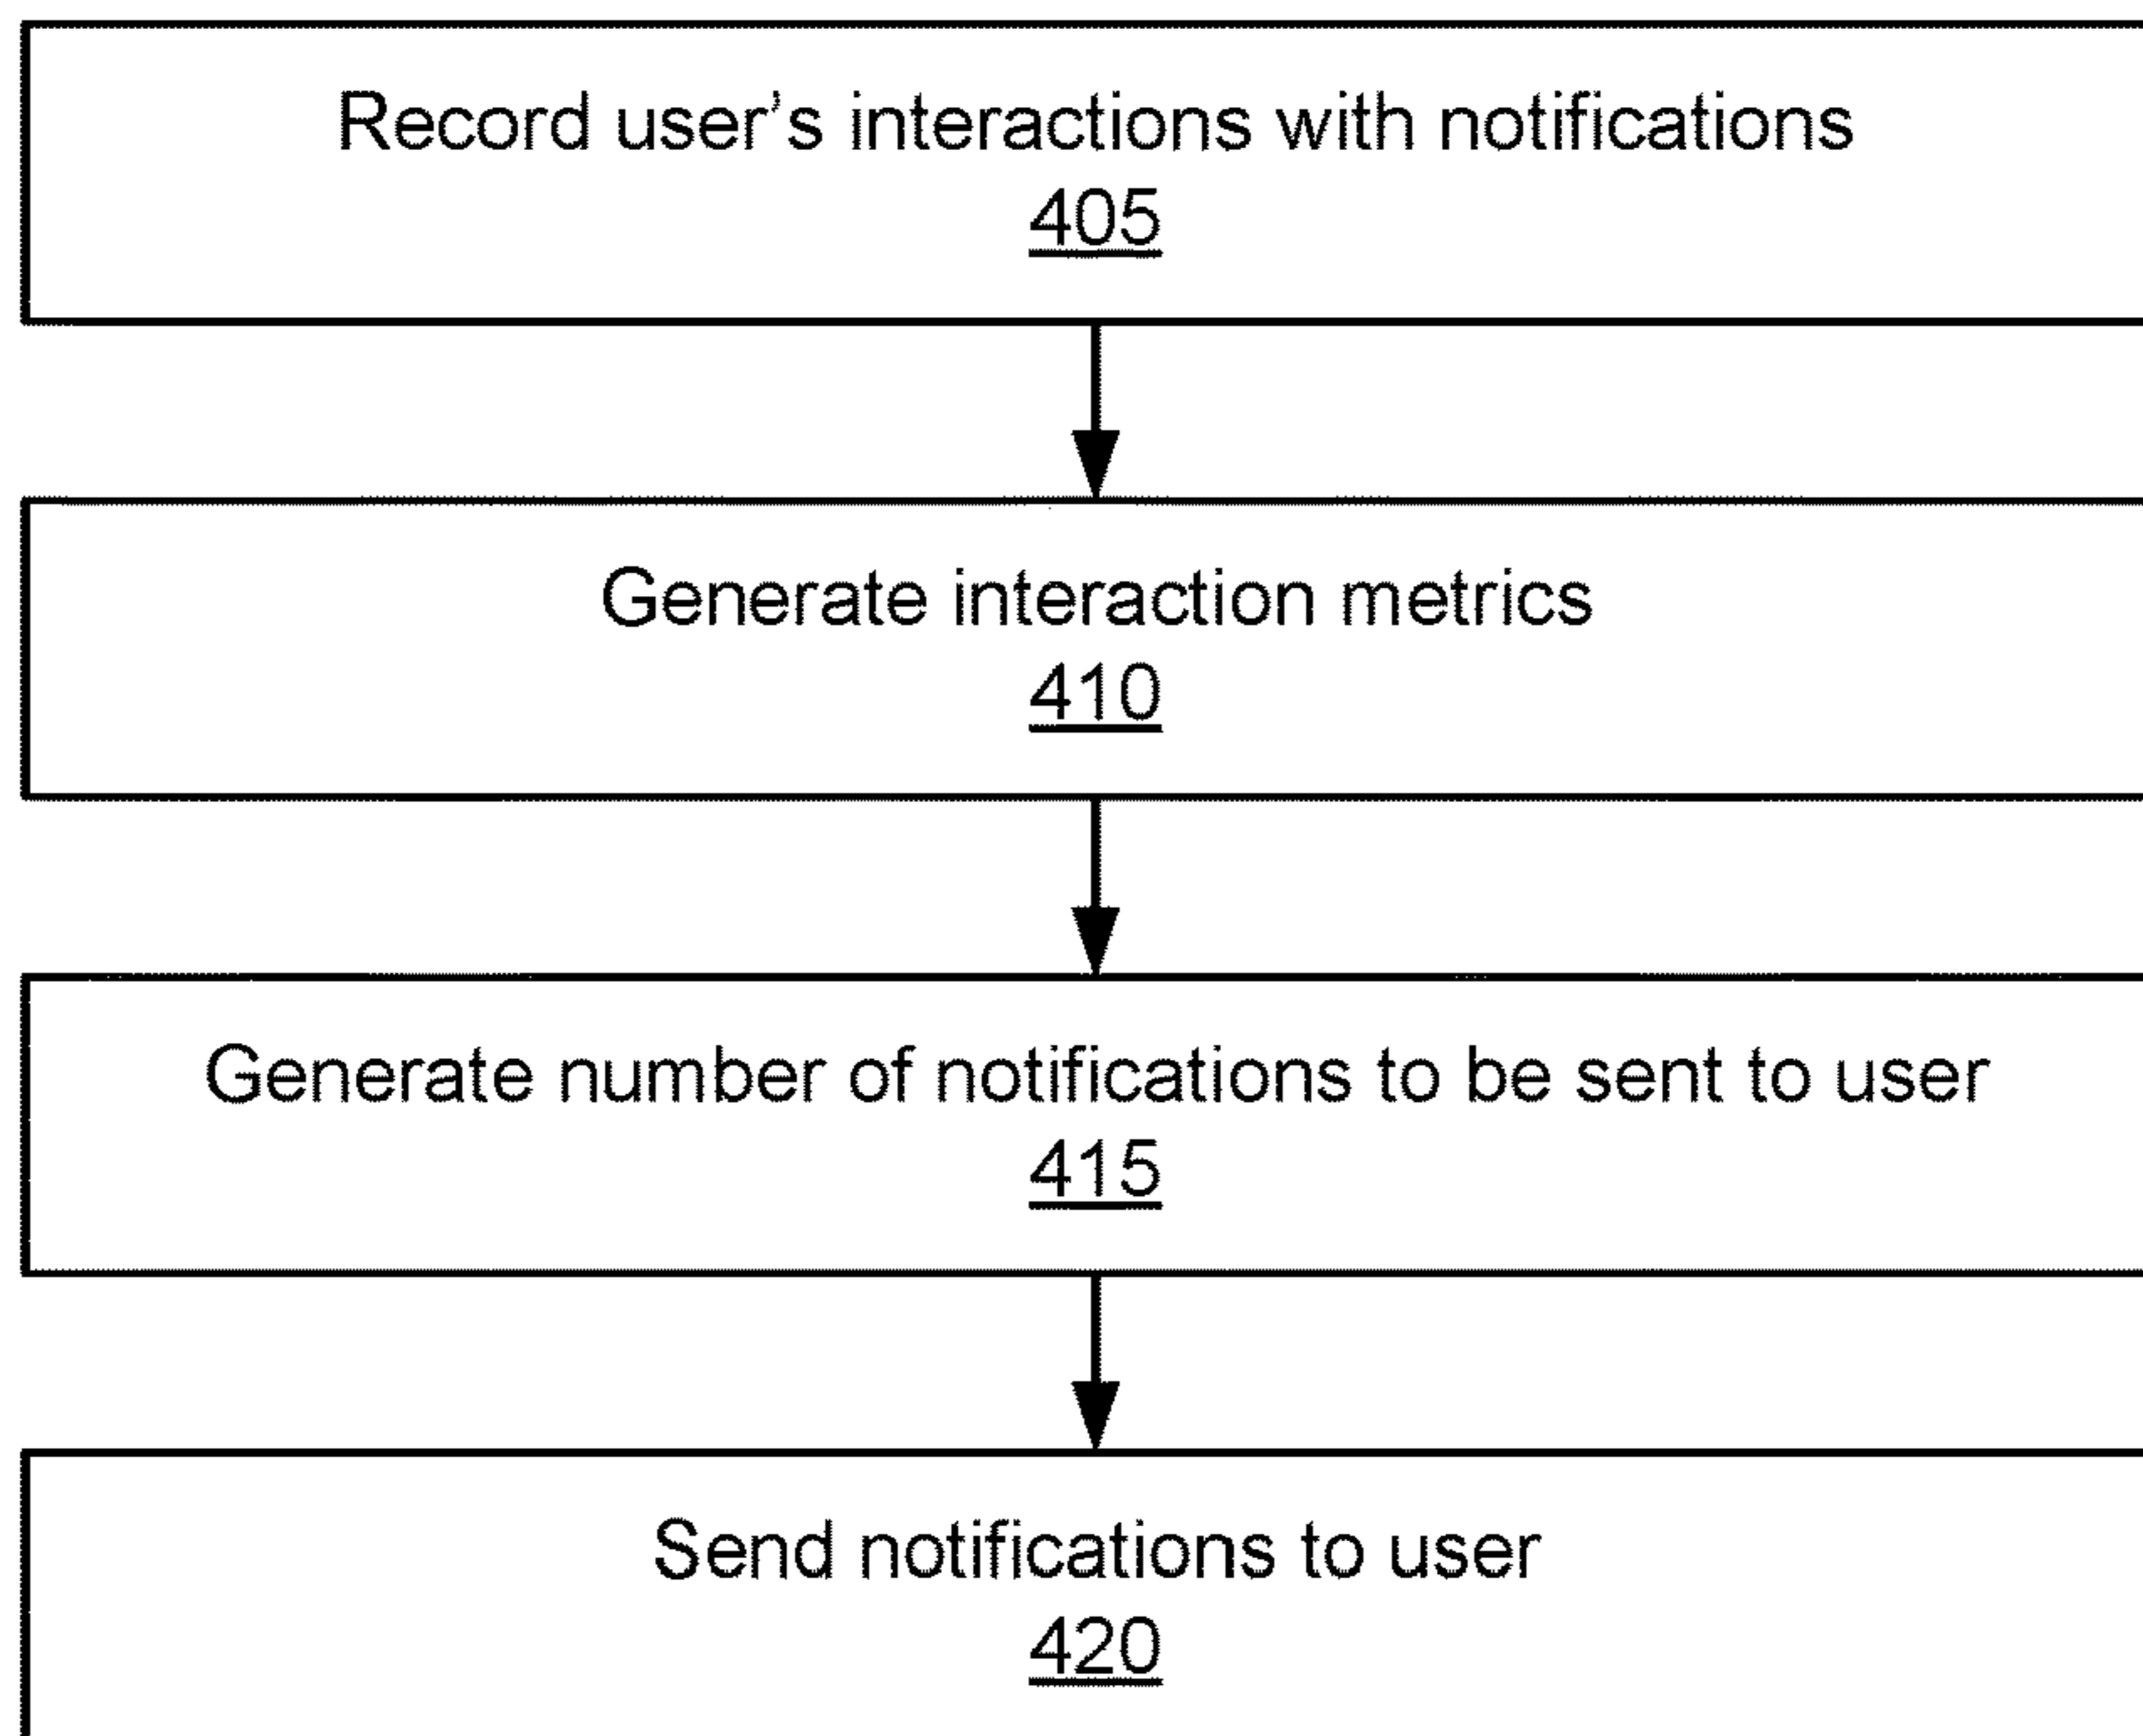 Record user's interactions with notifications
405
Generate interaction metrics
410
Generate number of notifications to be sent to user
415
Send notifications to user
420